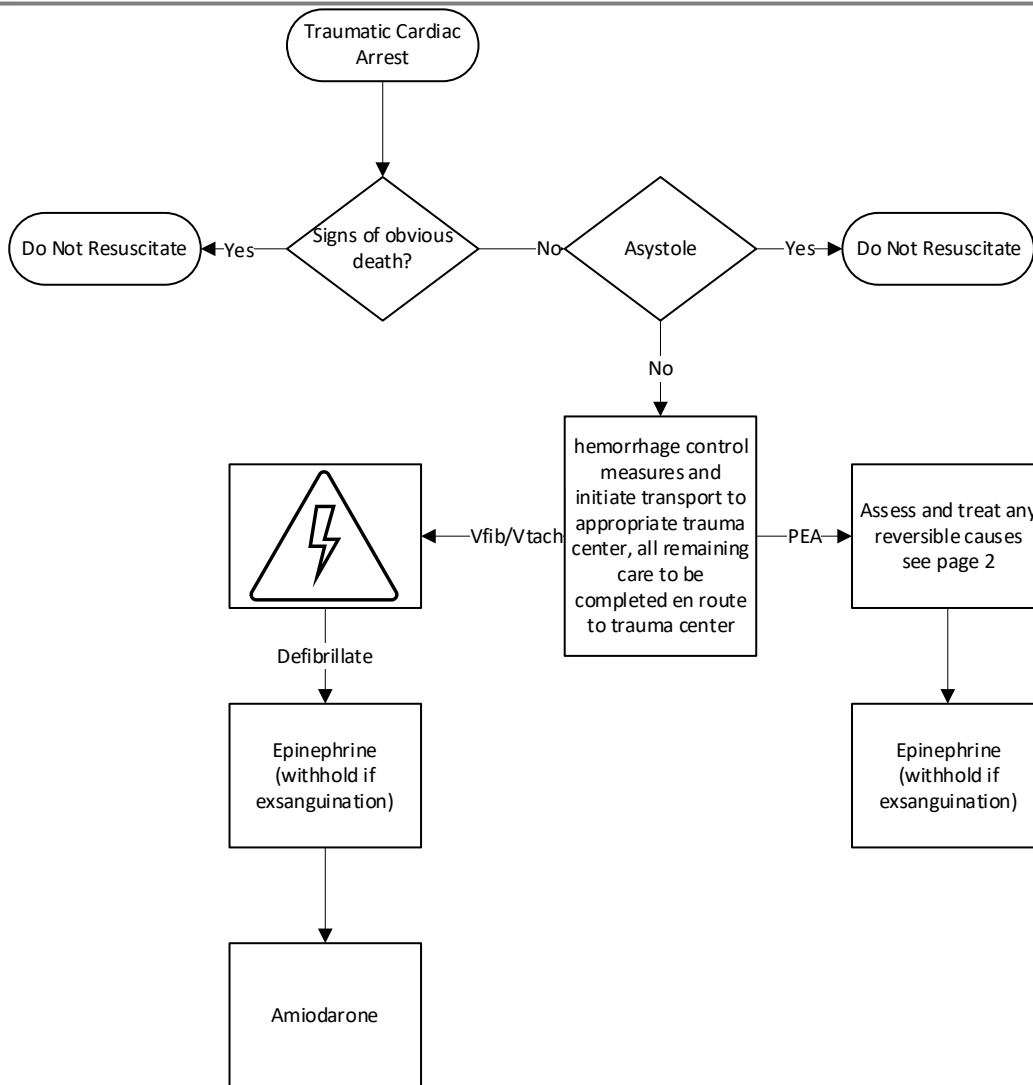 Traumatic Cardiac
Arrest
Do Not Resuscitate
Yes
Signs of obvious
death?
No
Asystole
Yes
Do Not Resuscitate
No
hemorrhage control
measures and
initiate transport to
appropriate trauma
center, all remaining
care to be
completed en route
to trauma center
Vfib/Vtach
PEA
Assess and treat any
reversible causes
see page 2
Defibrillate
Epinephrine
(withhold if
exsanguination)
Epinephrine
(withhold if
exsanguination)
Amiodarone